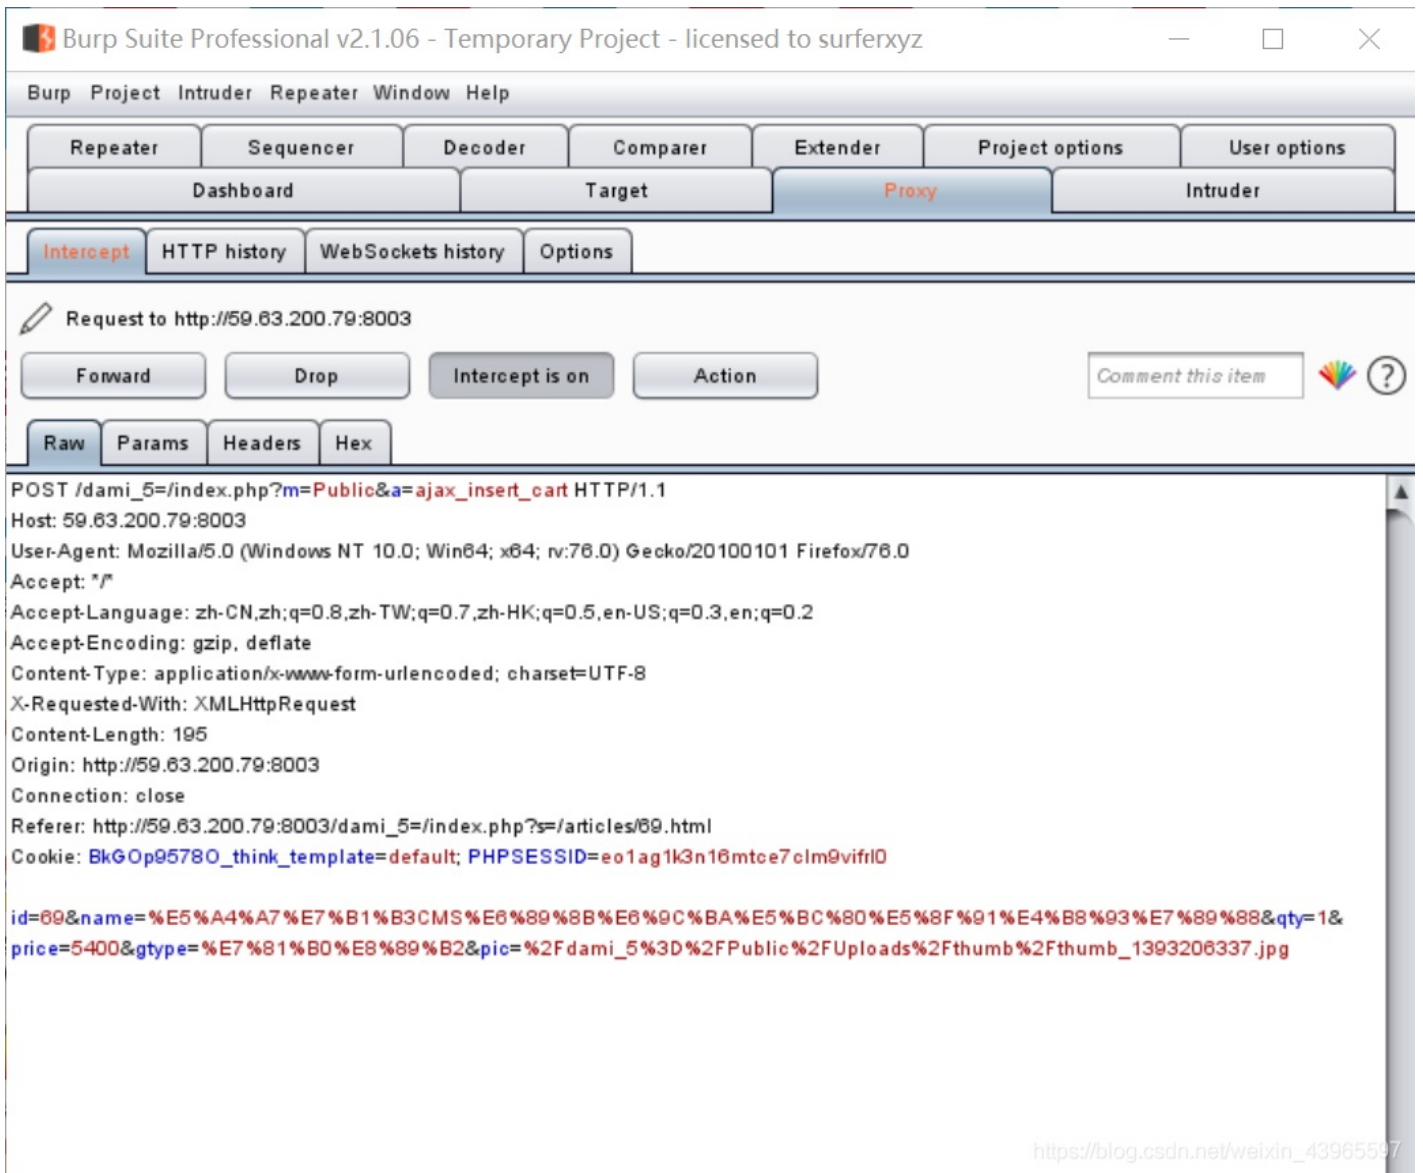 Burp Suite Professional v2.1.06 - Temporary Project - licensed to surferxyz
Burp Project Intruder Repeater Window Help
Repeater Sequencer Decoder Comparer Extender Project options User options
Dashboard Target Proxy Intruder
Intercept HTTP history WebSockets history Options
Request to http://59.63.200.79:8003
Forward Drop Intercept is on Action Comment this item ?
Raw Params Headers Hex
POST /dami_5=/index.php?m=Public&a=ajax_insert_cart HTTP/1.1
Host: 59.63.200.79:8003
User-Agent: Mozilla/5.0 (Windows NT 10.0; Win64; x64; rv:76.0) Gecko/20100101 Firefox/76.0
Accept: */*
Accept-Language: zh-CN,zh;q=0.8,zh-TW;q=0.7,zh-HK;q=0.5,en-US;q=0.3,en;q=0.2
Accept-Encoding: gzip, deflate
Content-Type: application/x-www-form-urlencoded; charset=UTF-8
X-Requested-With: XMLHttpRequest
Content-Length: 195
Origin: http://59.63.200.79:8003
Connection: close
Referer: http://59.63.200.79:8003/dami_5=/index.php?s=/articles/69.html
Cookie: BkGOp9578O_think_template=default; PHPSESSID=eo1ag1k3n16mtce7clm9vifrl0
id=69&name=%E5%A4%A7%E7%B1%B3CMS%E6%89%8B%E6%9C%BA%E5%BC%80%E5%8F%91%E4%B8%93%E7%89%88&qty=1&
price=5400&gtype=%E7%81%B0%E8%89%B2&pic=%2Fdami_5%3D%2FPublic%2FUploads%2Fthumb%2Fthumb_1393206337.jpg
https://blog.csdn.net/weixin_43965597